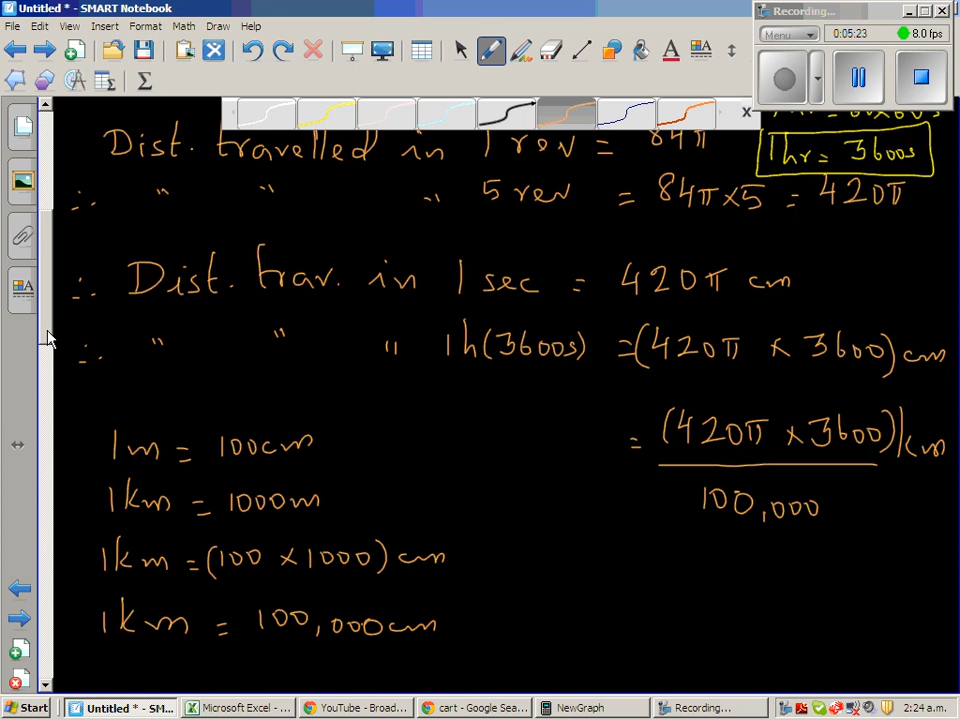 Untitled * - SMART Notebook
Recording...
File Edit View Insert Format Math Draw Help
Menu 0:05:23 8.0 fps
Dist. travelled in 1 rev = 84π
1hr = 3600s
∴ " " " 5 rev = 84π×5 = 420π
∴ Dist. trav. in 1 sec = 420π cm
∴ " " " 1h(3600s) =(420π × 3600) cm
= (420π × 3600) km
100,000
1m = 100cm
1km = 1000m
1km =(100 ×1000) cm
1km = 100,000cm
Start Untitled * - SM... Microsoft Excel - ... YouTube - Broad... cart - Google Sea... NewGraph Recording... 2:24 a.m.